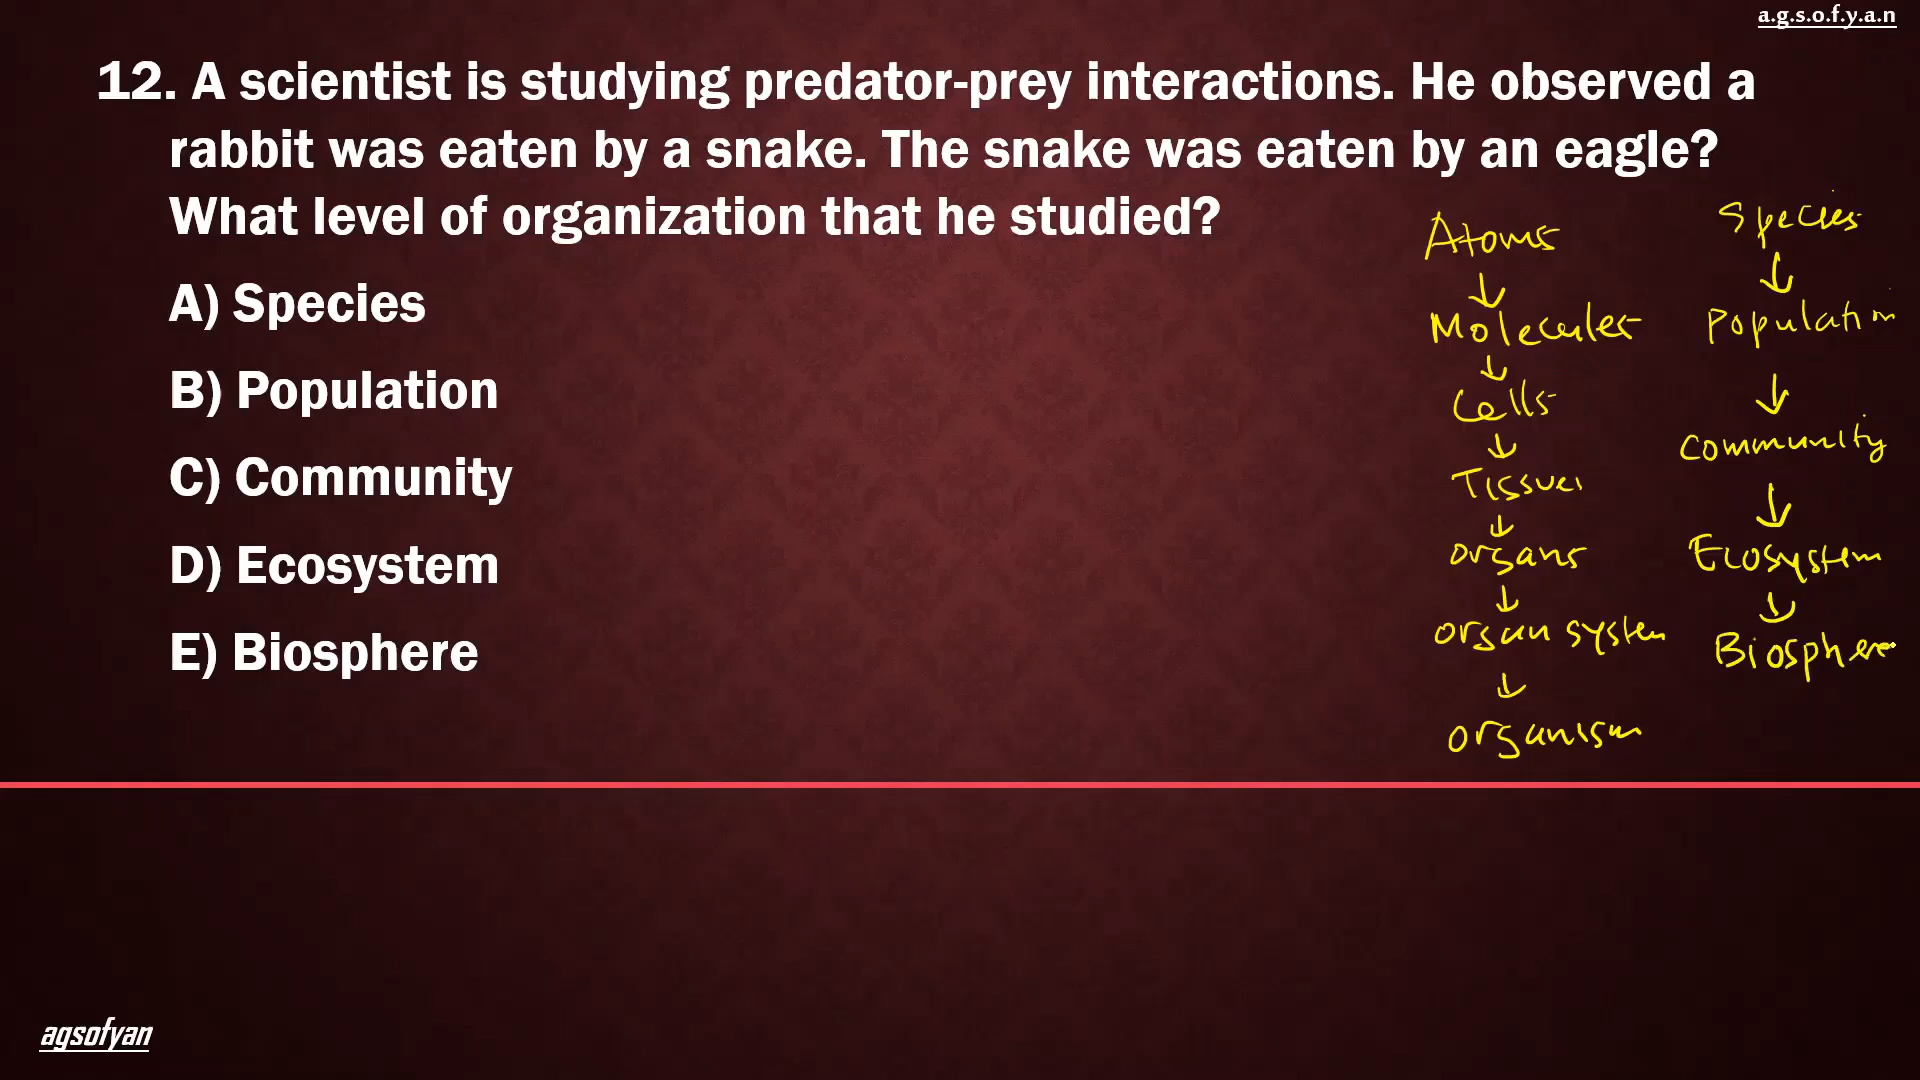 a.g.s.o.f.y.a.n
12. A scientist is studying predator-prey interactions. He observed a
rabbit was eaten by a snake. The snake was eaten by an eagle?
What level of organization that he studied?
A) Species
B) Population
C) Community
D) Ecosystem
E) Biosphere
Atoms
↓
Molecules
↓
Cells
↓
Tissues
↓
organs
↓
organ system
↓
organism
Species
↓
Population
↓
Community
↓
Ecosystem
↓
Biosphere
agsofyan